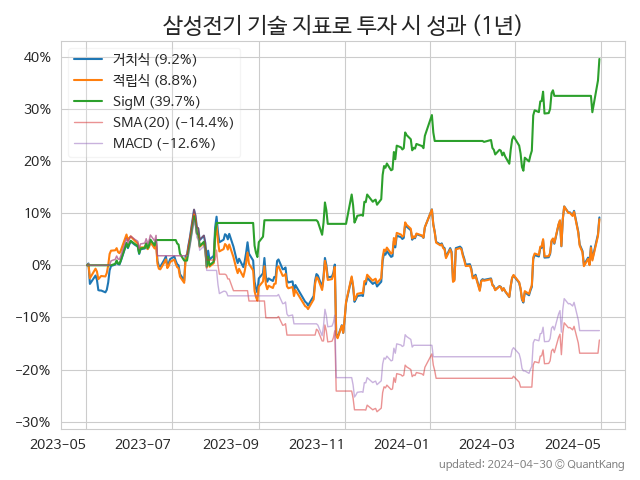 삼성전기 기술 지표로 투자 시 성과 (1년)
거치식 (9.2%)
적립식 (8.8%)
SigM (39.7%)
SMA(20) (−14.4%)
MACD (−12.6%)
40%
30%
20%
10%
0%
−10%
−20%
−30%
2023-05 2023-07 2023-09 2023-11 2024-01 2024-03 2024-05
updated: 2024-04-30 © QuantKang